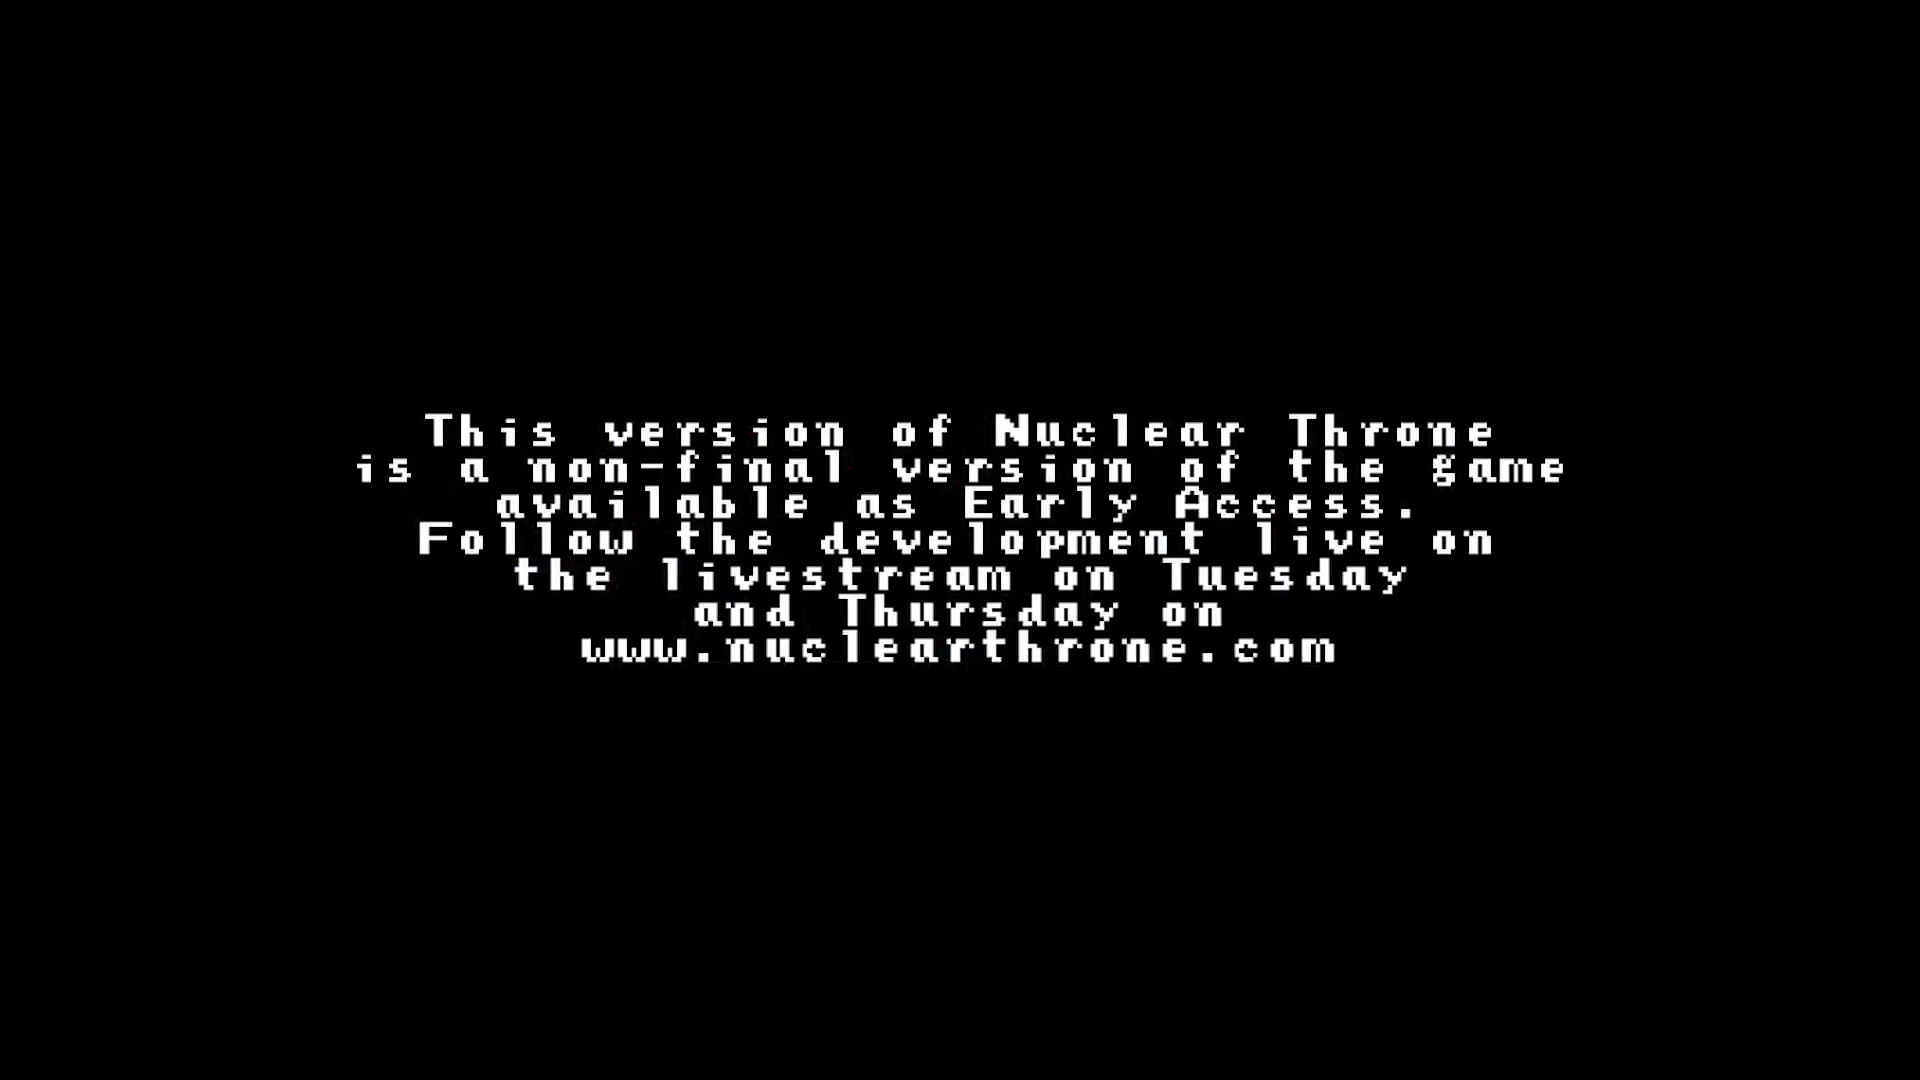 This version of Nuclear Throne
is a non-final version of the game
available as Early Access.
Follow the development live on
the livestream on Tuesday
and Thursday on
www.nuclearthrone.com